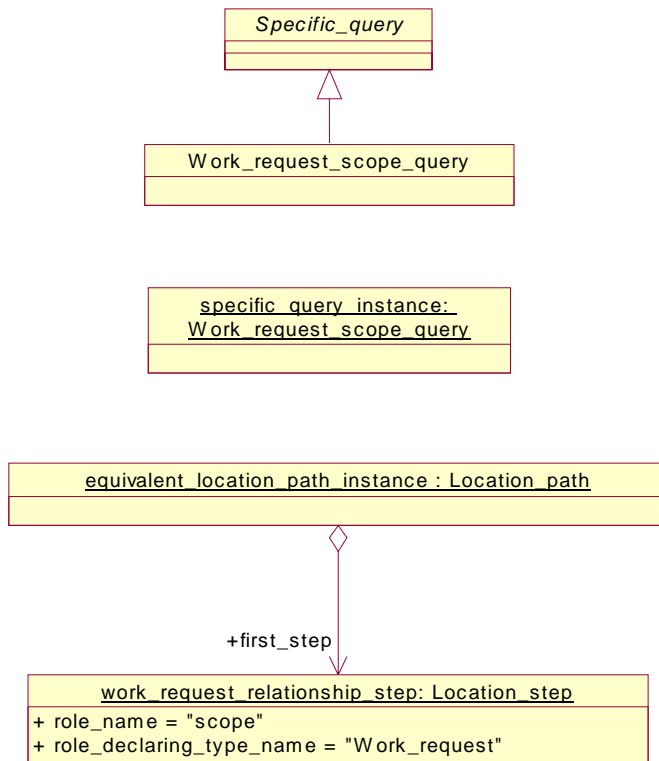 Specific_query
Work_request_scope_query
specific_query_instance:
Work_request_scope_query
equivalent_location_path_instance : Location_path
+first_step
work_request_relationship_step: Location_step
+ role_name = "scope"
+ role_declaring_type_name = "Work_request"